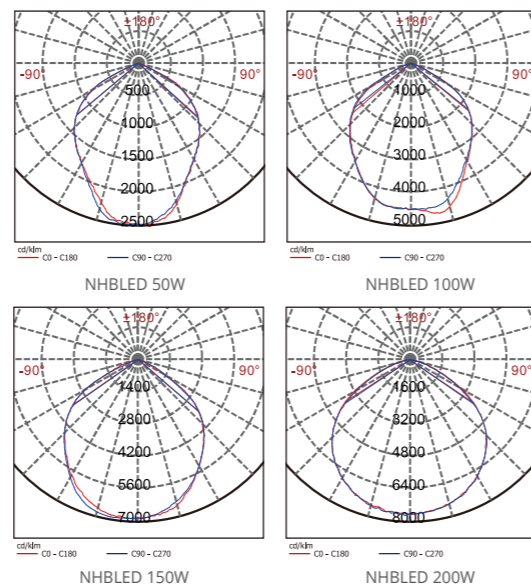 ±180°
-90°
90°
500
1000
1500
2000
2500
cd/klm
C0 - C180
C90 - C270
NHBLED 50W
±180°
-90°
90°
1000
2000
3000
4000
5000
cd/klm
C0 - C180
C90 - C270
NHBLED 100W
±180°
-90°
90°
1400
2800
4200
5600
7000
cd/klm
C0 - C180
C90 - C270
NHBLED 150W
±180°
-90°
90°
1600
3200
4800
6400
8000
cd/klm
C0 - C180
C90 - C270
NHBLED 200W